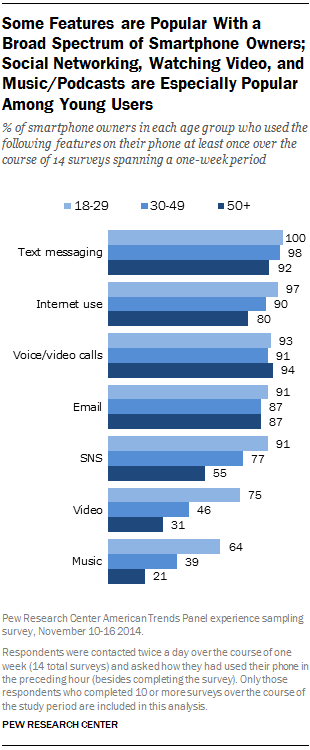 Some Features are Popular With a
Broad Spectrum of Smartphone Owners;
Social Networking, Watching Video, and
Music/Podcasts are Especially Popular
Among Young Users
% of smartphone owners in each age group who used the
following features on their phone at least once over the
course of 14 surveys spanning a one-week period
18-29 30-49 50+
Text messaging
100
98
92
Internet use
97
90
80
Voice/video calls
93
91
94
Email
91
87
87
SNS
91
77
55
Video
75
46
31
Music
64
39
21
Pew Research Center American Trends Panel experience sampling
survey, November 10-16 2014.
Respondents were contacted twice a day over the course of one
week (14 total surveys) and asked how they had used their phone in
the preceding hour (besides completing the survey). Only those
respondents who completed 10 or more surveys over the course of
the study period are included in this analysis.
PEW RESEARCH CENTER